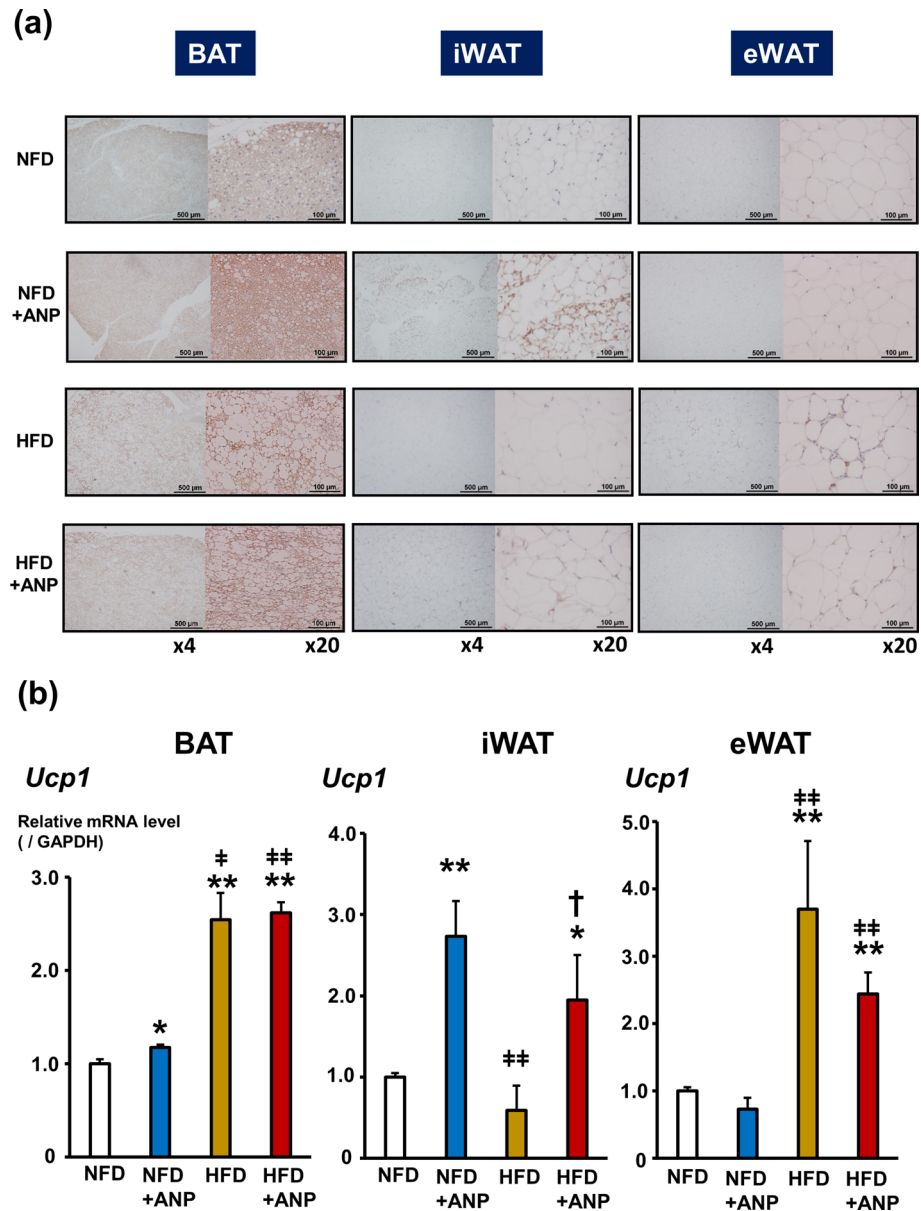 (a)
BAT iWAT eWAT
NFD
500 µm 100 µm 500 µm 100 µm 500 µm 100 µm
NFD
+ANP
500 µm 100 µm 500 µm 100 µm 500 µm 100 µm
HFD
500 µm 100 µm 500 µm 100 µm 500 µm 100 µm
HFD
+ANP
500 µm 100 µm 500 µm 100 µm 500 µm 100 µm
x4 x20 x4 x20 x4 x20
(b)
BAT
Ucp1
Relative mRNA level
( / GAPDH)
3.0
2.0
1.0
0
*
‡
**
‡‡
**
NFD NFD HFD HFD
+ANP +ANP
iWAT
Ucp1
4.0
3.0
2.0
1.0
0
**
‡‡
†
*
NFD NFD HFD HFD
+ANP +ANP
eWAT
Ucp1
5.0
4.0
3.0
2.0
1.0
0
‡‡
**
‡‡
**
NFD NFD HFD HFD
+ANP +ANP